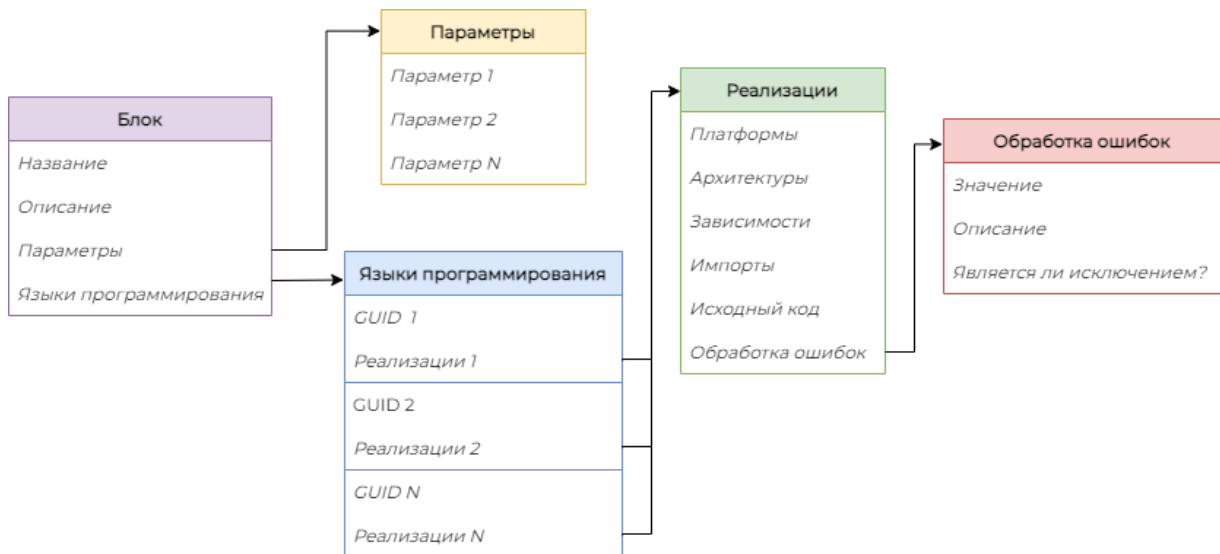 Блок
Название
Описание
Параметры
Языки программирования
Параметры
Параметр 1
Параметр 2
Параметр N
Языки программирования
GUID 1
Реализации 1
GUID 2
Реализации 2
GUID N
Реализации N
Реализации
Платформы
Архитектуры
Зависимости
Импорты
Исходный код
Обработка ошибок
Обработка ошибок
Значение
Описание
Является ли исключением?